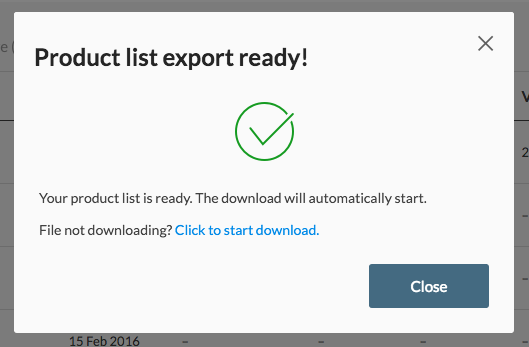 Product list export ready!
Your product list is ready. The download will automatically start.
File not downloading? Click to start download.
Close
15 Feb 2016 – – – –